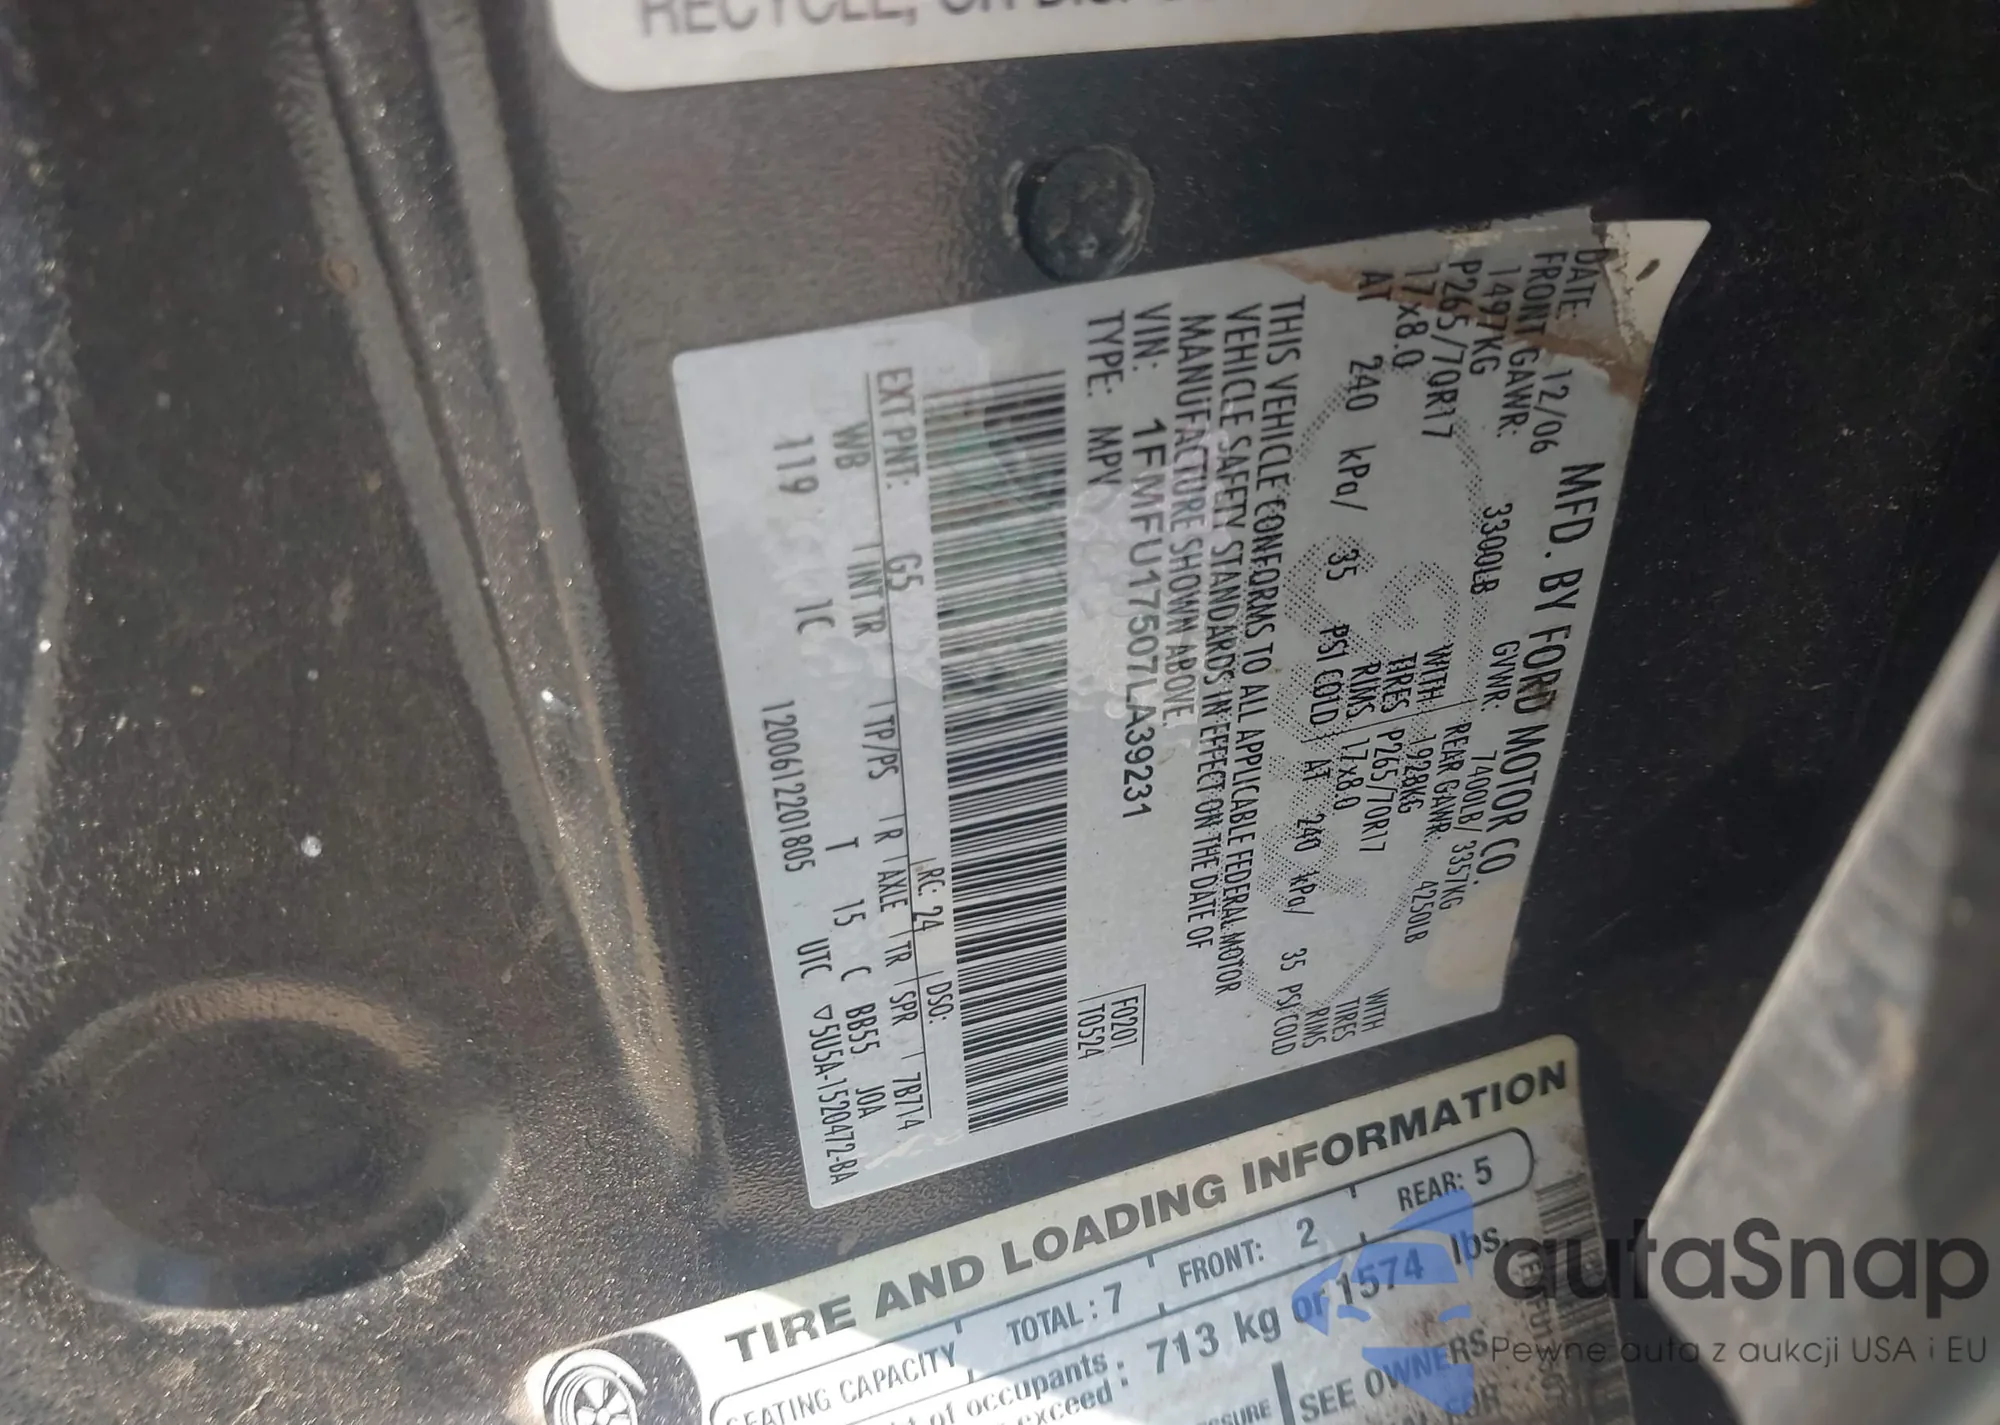 RECYCLE, OR
MFD. BY FORD MOTOR CO.
DATE: 12/06 GVWR: 7400LB/ 3357KG
FRONT GAWR: 3300LB REAR GAWR: 4250LB
1497KG WITH 1928KG WITH
P265/70R17 TIRES P265/70R17 TIRES
17x8.0 RIMS 17x8.0 RIMS
AT 240 kPa/ 35 PSI COLD AT 240 kPa/ 35 PSI COLD
THIS VEHICLE CONFORMS TO ALL APPLICABLE FEDERAL MOTOR
VEHICLE SAFETY STANDARDS IN EFFECT ON THE DATE OF
MANUFACTURE SHOWN ABOVE.
VIN: 1FMFU17507LA39231
TYPE: MPV
F0201
T0524
EXT PNT: G5 RC: 24 DSO:
WB INT TR TP/PS R AXLE TR SPR 7B714
119 1C T 15 C BB55 J0A
1200612201805 UTC ▽5U5A-1520472-BA
TIRE AND LOADING INFORMATION
SEATING CAPACITY TOTAL: 7 FRONT: 2 REAR: 5
of occupants
exceed : 713 kg or 1574 lbs.
SEE OWNERS
FOR
autaSnap
Pewne auta z aukcji USA i EU